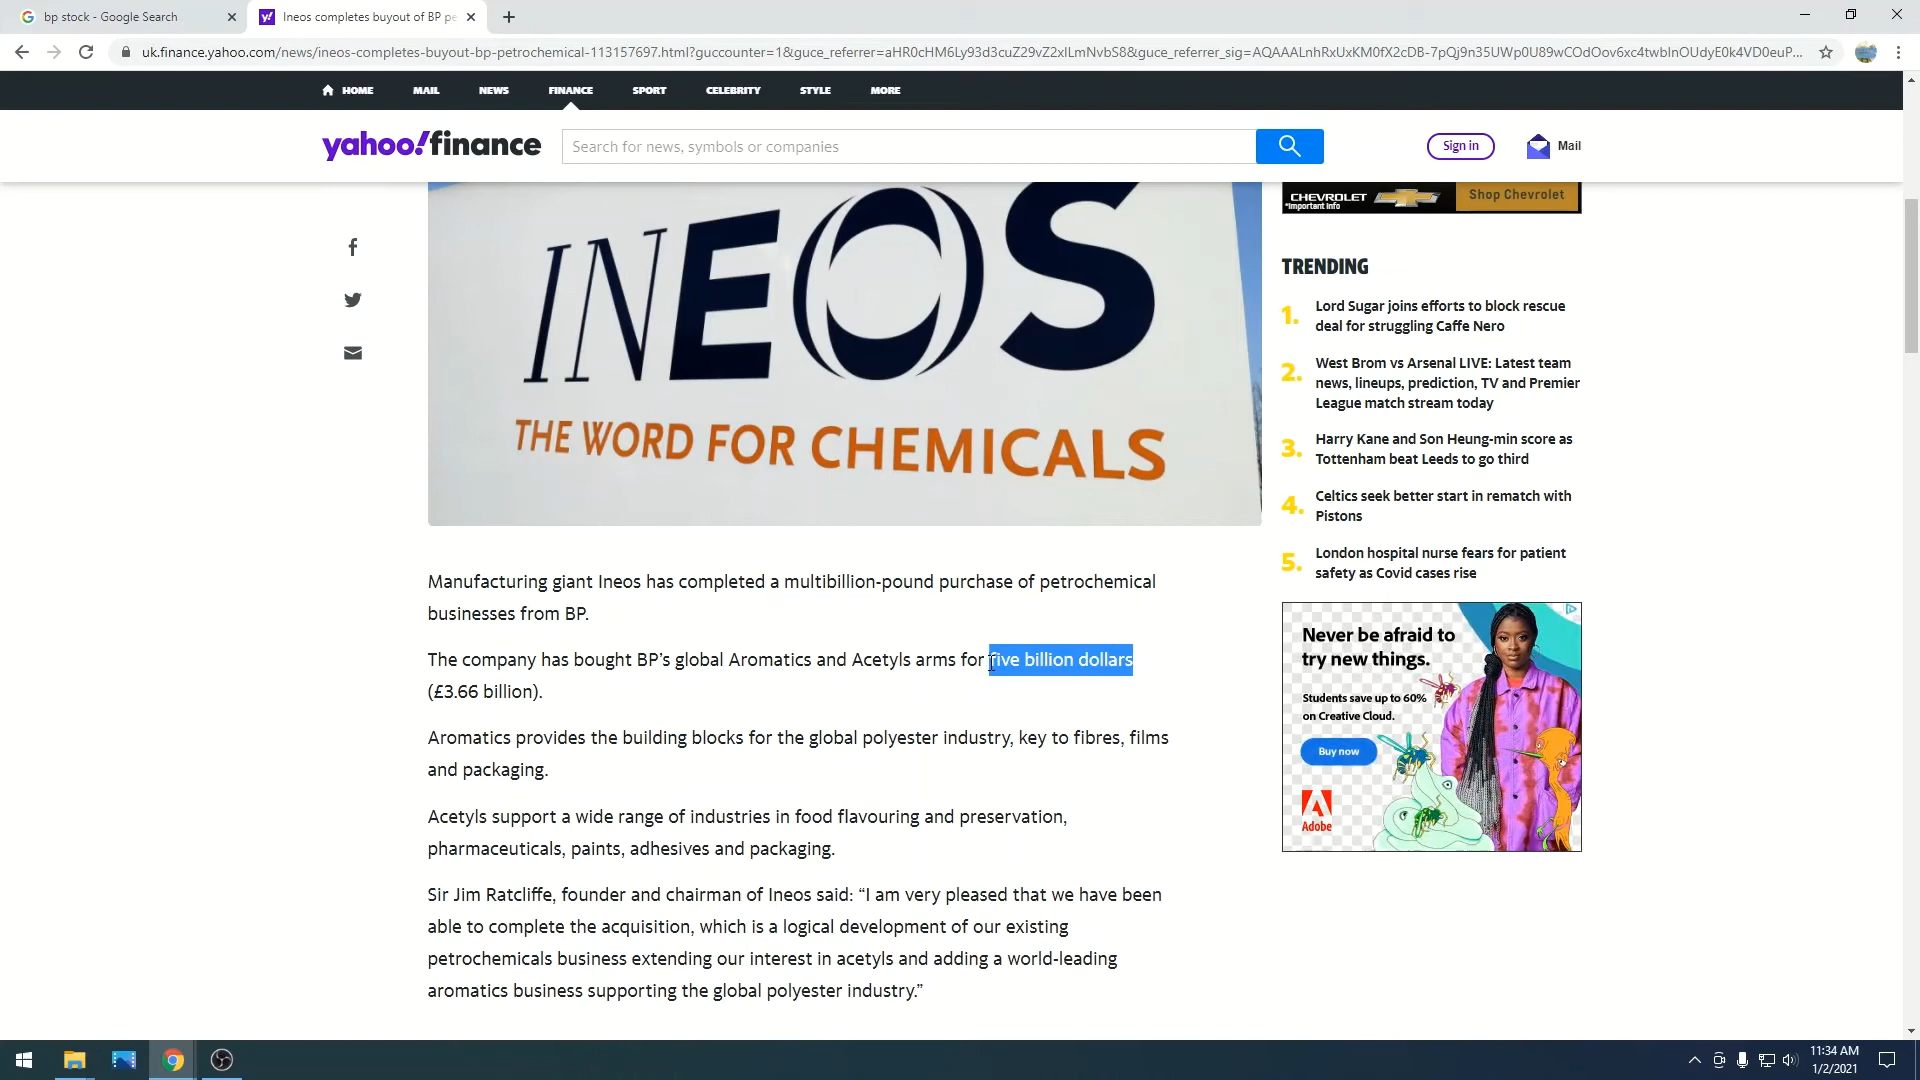 bp stock - Google Search
Ineos completes buyout of BP pe
uk.finance.yahoo.com/news/ineos-completes-buyout-bp-petrochemical-113157697.html?guccounter=1&guce_referrer=aHR0cHM6Ly93d3cuZ29vZ2xlLmNvbS8&guce_referrer_sig=AQAAALnhRxUxKM0fX2cDB-7pQj9n35UWp0U89wCOdOov6xc4twbInOUdyE0k4VD0euP...
HOME MAIL NEWS FINANCE SPORT CELEBRITY STYLE MORE
yahoo!finance
Search for news, symbols or companies
Sign in
Mail
CHEVROLET
*Important Info
Shop Chevrolet
INEOS
THE WORD FOR CHEMICALS
Manufacturing giant Ineos has completed a multibillion-pound purchase of petrochemical
businesses from BP.
The company has bought BP’s global Aromatics and Acetyls arms for five billion dollars
(£3.66 billion).
Aromatics provides the building blocks for the global polyester industry, key to fibres, films
and packaging.
Acetyls support a wide range of industries in food flavouring and preservation,
pharmaceuticals, paints, adhesives and packaging.
Sir Jim Ratcliffe, founder and chairman of Ineos said: “I am very pleased that we have been
able to complete the acquisition, which is a logical development of our existing
petrochemicals business extending our interest in acetyls and adding a world-leading
aromatics business supporting the global polyester industry.”
TRENDING
1. Lord Sugar joins efforts to block rescue
deal for struggling Caffe Nero
2. West Brom vs Arsenal LIVE: Latest team
news, lineups, prediction, TV and Premier
League match stream today
3. Harry Kane and Son Heung-min score as
Tottenham beat Leeds to go third
4. Celtics seek better start in rematch with
Pistons
5. London hospital nurse fears for patient
safety as Covid cases rise
Never be afraid to
try new things.
Students save up to 60%
on Creative Cloud.
Buy now
Adobe
11:34 AM
1/2/2021